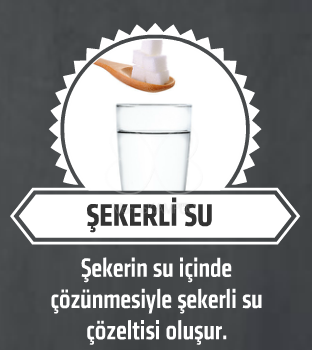 ŞEKERLİ SU
Şekerin su içinde
çözünmesiyle şekerli su
çözeltisi oluşur.